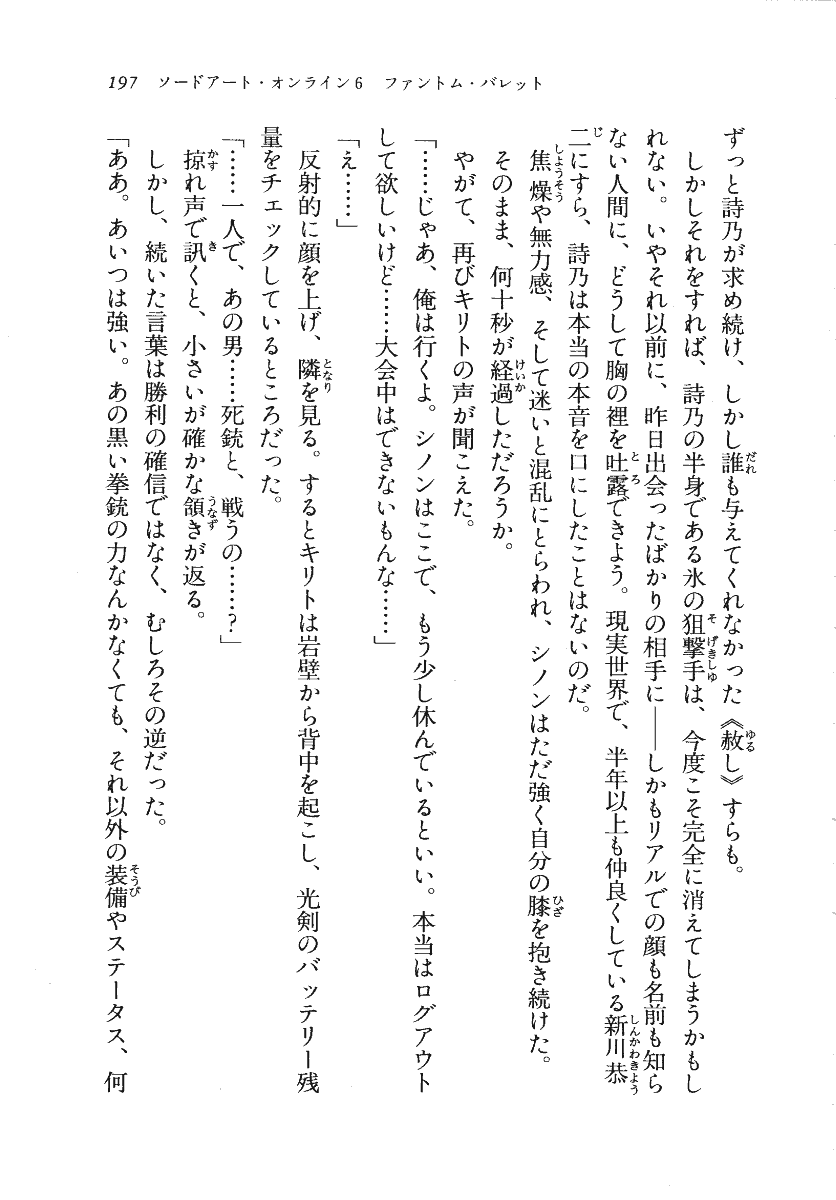 197 ソードアート・オンライン6 ファントム・バレット
ずっと詩乃が求め続け、しかし誰も与えてくれなかった《赦し》すらも。
しかしそれをすれば、詩乃の半身である氷の狙撃手は、今度こそ完全に消えてしまうかもし
れない。いやそれ以前に、昨日出会ったばかりの相手に――しかもリアルでの顔も名前も知ら
ない人間に、どうして胸の裡を吐露できよう。現実世界で、半年以上も仲良くしている新川恭
二にすら、詩乃は本当の本音を口にしたことはないのだ。
焦燥や無力感、そして迷いと混乱にとらわれ、シノンはただ強く自分の膝を抱き続けた。
そのまま、何十秒が経過しただろうか。
やがて、再びキリトの声が聞こえた。
「……じゃあ、俺は行くよ。シノンはここで、もう少し休んでいるといい。本当はログアウト
して欲しいけど……大会中はできないもんな……」
「え……」
反射的に顔を上げ、隣を見る。するとキリトは岩壁から背中を起こし、光剣のバッテリー残
量をチェックしているところだった。
「……一人で、あの男……死銃と、戦うの……?」
掠れ声で訊くと、小さいが確かな頷きが返る。
しかし、続いた言葉は勝利の確信ではなく、むしろその逆だった。
「ああ。あいつは強い。あの黒い拳銃の力なんかなくても、それ以外の装備やステータス、何